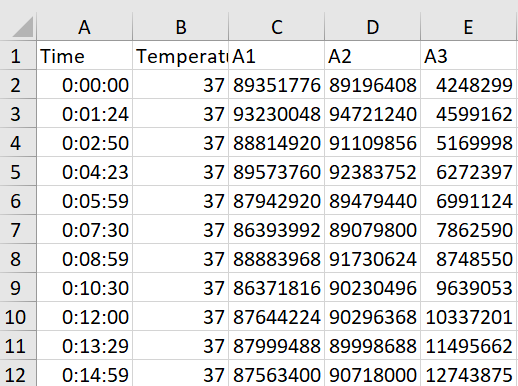 A B C D E
1 Time Temperatu A1 A2 A3
2 0:00:00 37 89351776 89196408 4248299
3 0:01:24 37 93230048 94721240 4599162
4 0:02:50 37 88814920 91109856 5169998
5 0:04:23 37 89573760 92383752 6272397
6 0:05:59 37 87942920 89479440 6991124
7 0:07:30 37 86393992 89079800 7862590
8 0:08:59 37 88883968 91730624 8748550
9 0:10:30 37 86371816 90230496 9639053
10 0:12:00 37 87644224 90296368 10337201
11 0:13:29 37 87999488 89998688 11495662
12 0:14:59 37 87563400 90718000 12743875